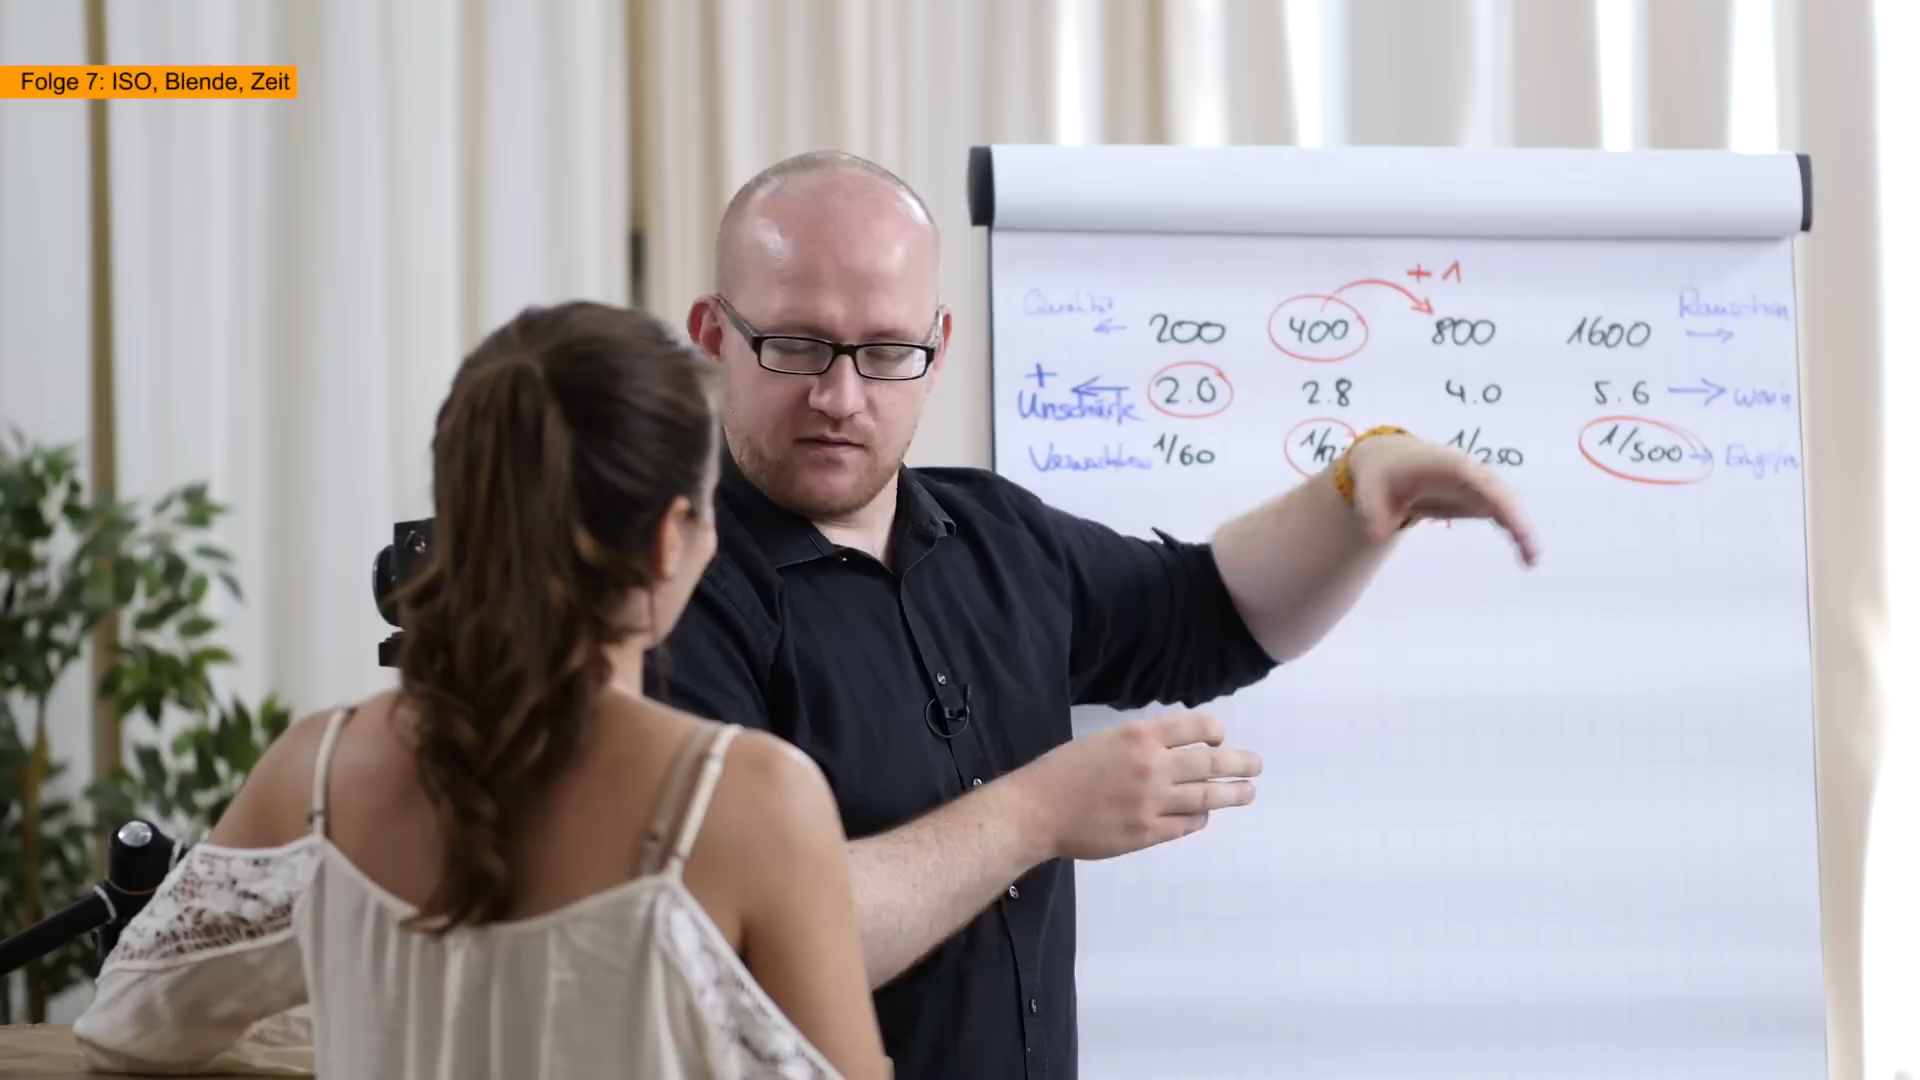 Folge 7: ISO, Blende, Zeit
+ 1
Qualität ← 200 400 800 1600 Rauschen →
+
Unschärfe ← 2.0 2.8 4.0 5.6 → wenig
1/60 1/250 1/500 →